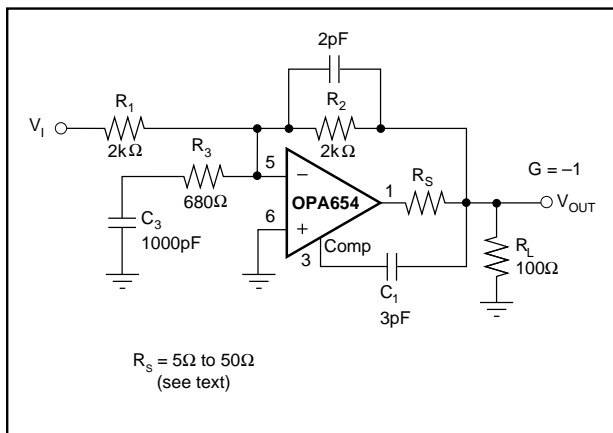 2pF
R1
R2
VI
2kΩ
2kΩ
R3
5
−
RS
G = −1
680Ω
OPA654
1
VOUT
6
+
C3
1000pF
Comp
3
RL
100Ω
C1
3pF
RS = 5Ω to 50Ω
(see text)